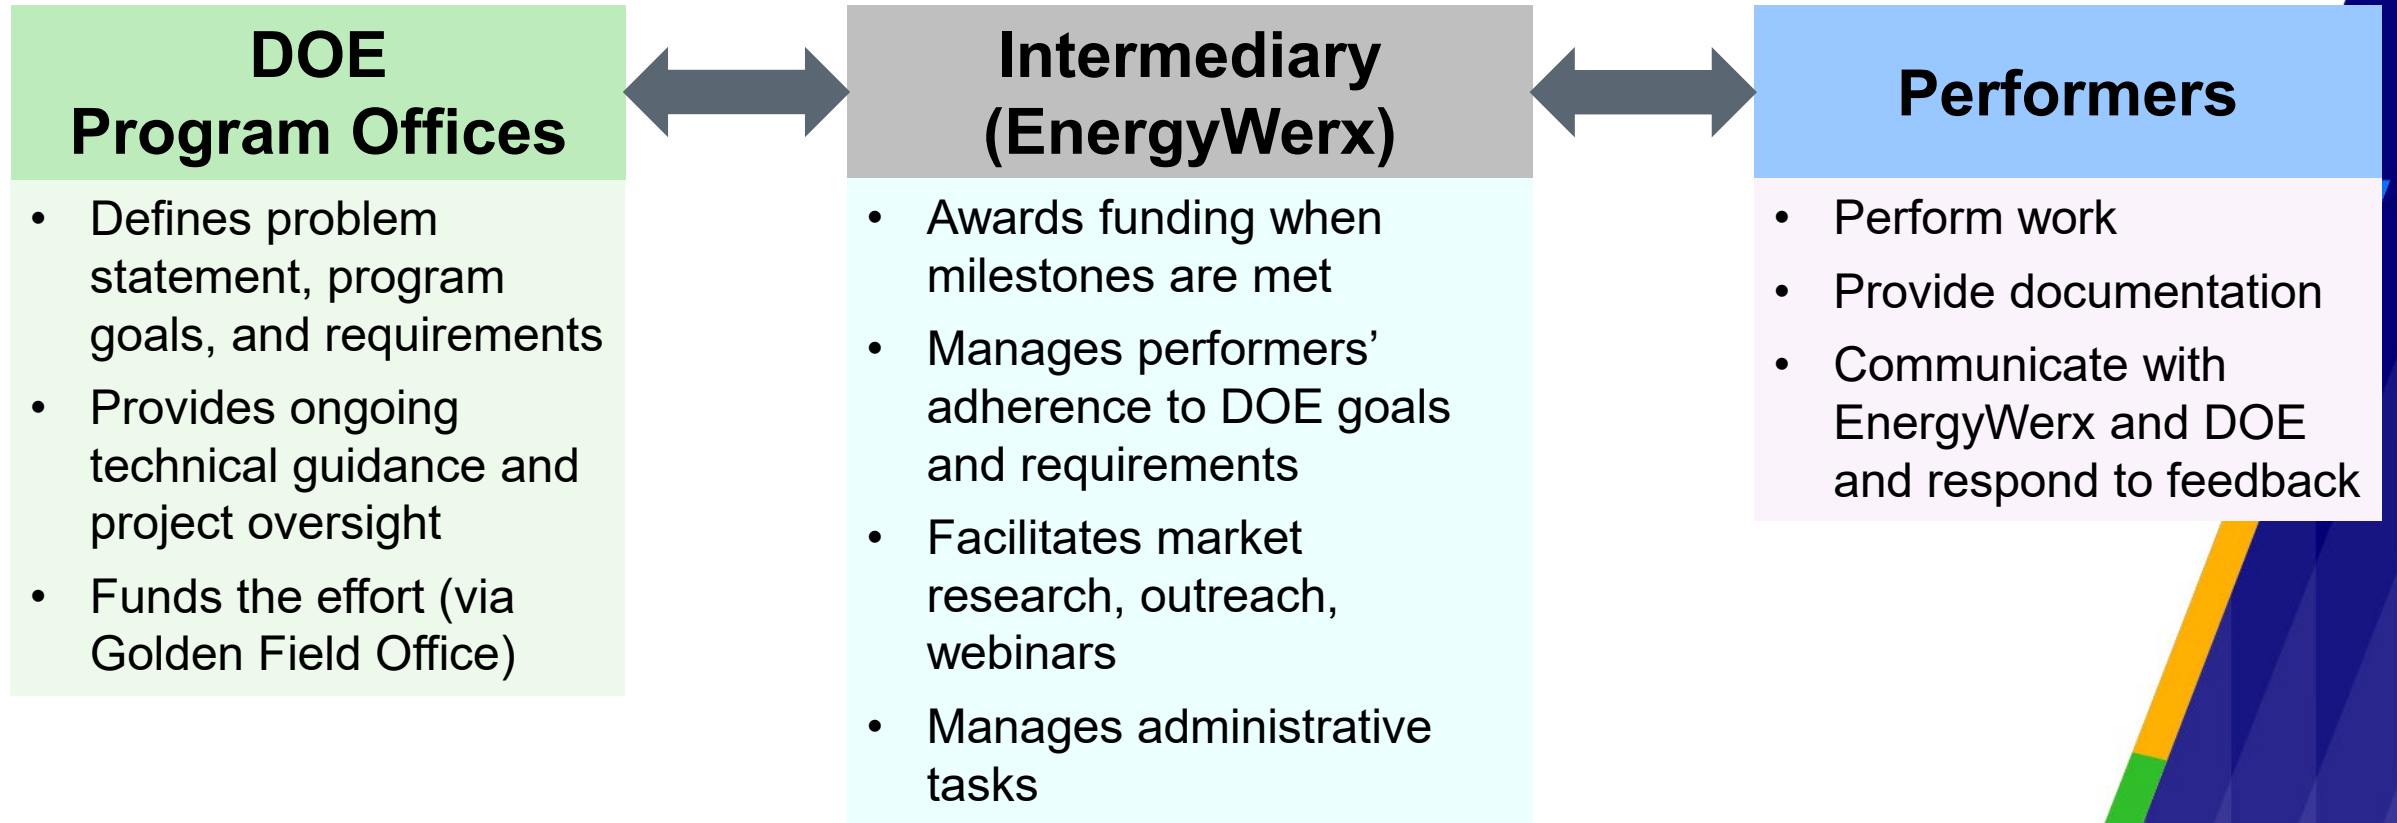 DOE
Program Offices
• Defines problem
statement, program
goals, and requirements
• Provides ongoing
technical guidance and
project oversight
• Funds the effort (via
Golden Field Office)
Intermediary
(EnergyWerx)
• Awards funding when
milestones are met
• Manages performers’
adherence to DOE goals
and requirements
• Facilitates market
research, outreach,
webinars
• Manages administrative
tasks
Performers
• Perform work
• Provide documentation
• Communicate with
EnergyWerx and DOE
and respond to feedback